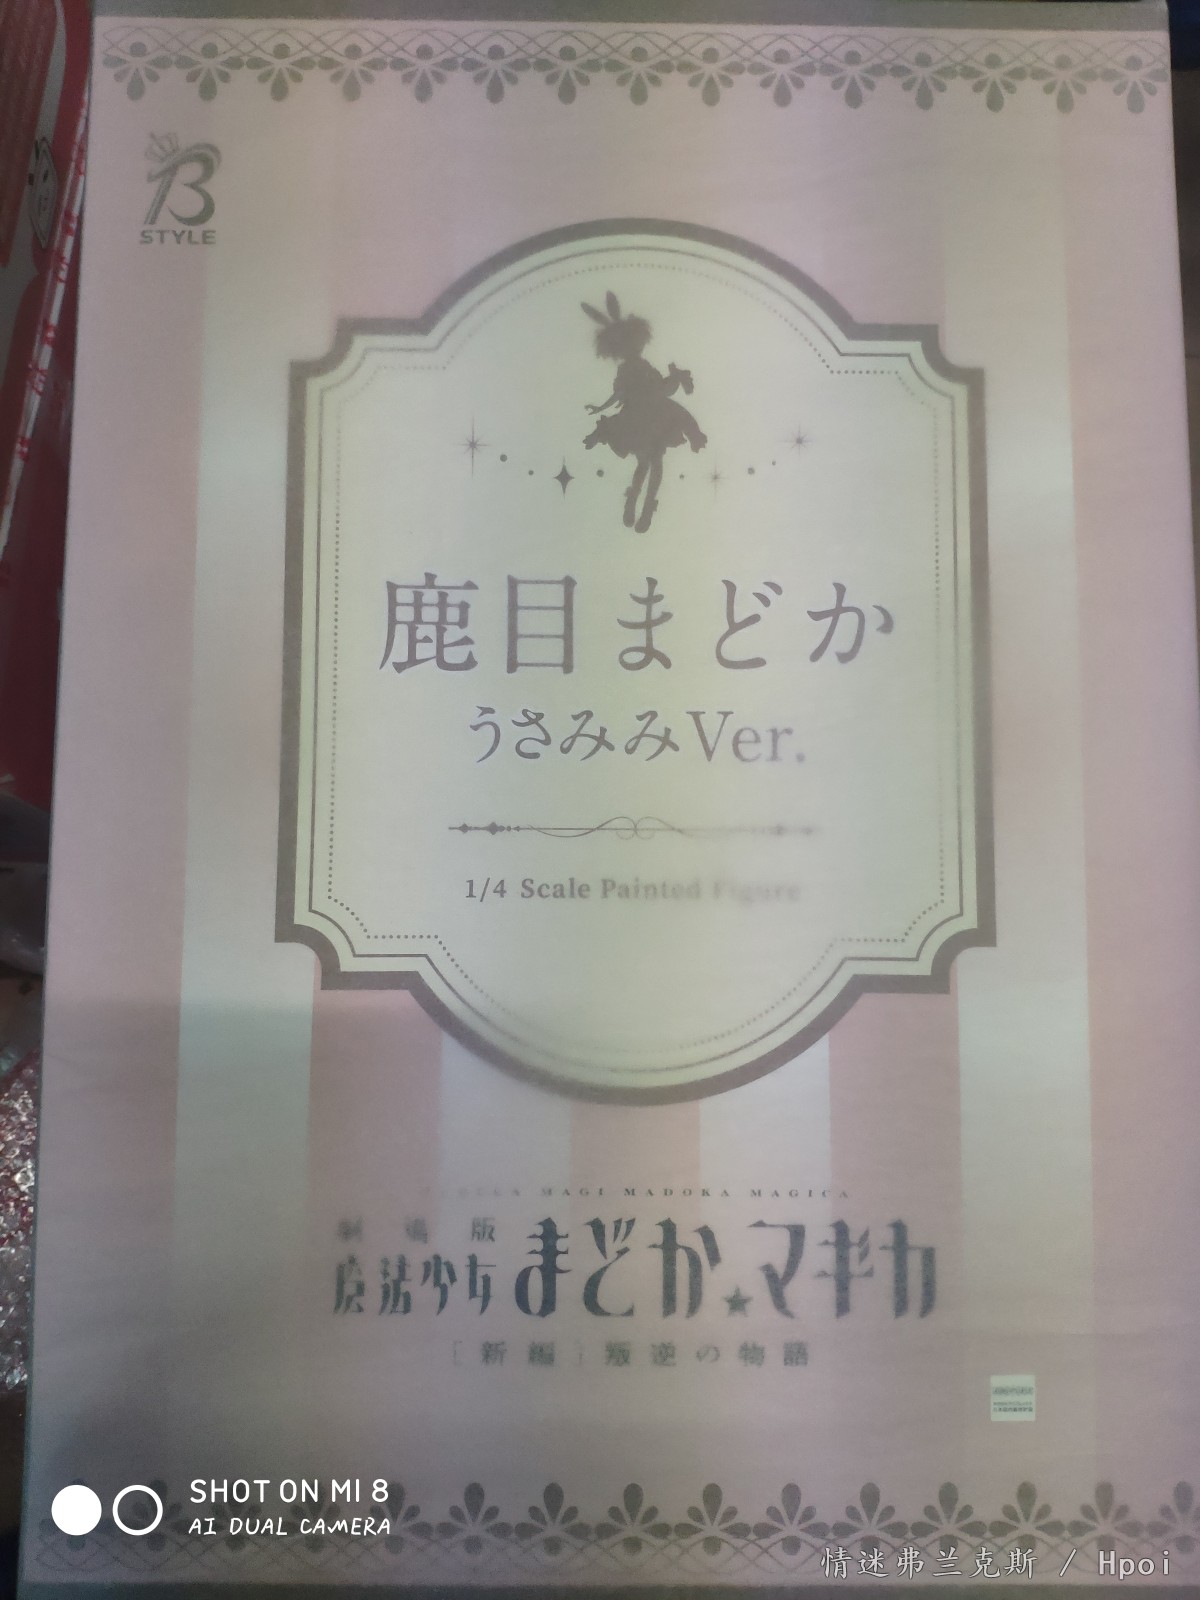 B
STYLE
鹿目まどか
うさみみVer.
1/4 Scale Painted Figure
MAGI MADOKA MAGICA
劇場版
魔法少女まどか★マギカ
[新編]叛逆の物語
SHOT ON MI 8
AI DUAL CAMERA
情迷弗兰克斯 / Hpoi